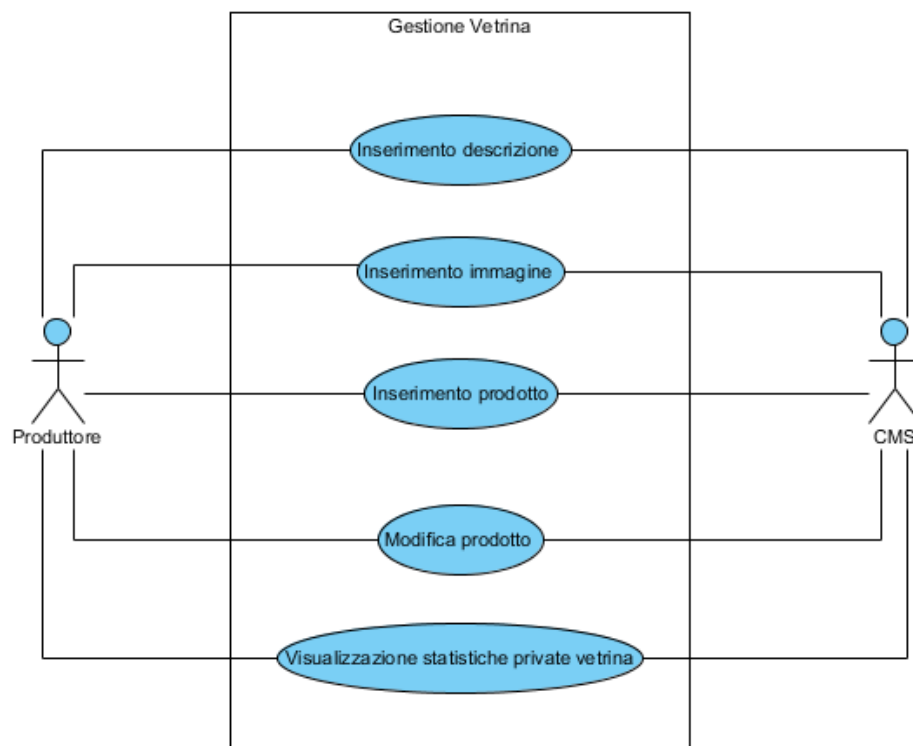 Gestione Vetrina
Inserimento descrizione
Inserimento immagine
Inserimento prodotto
Produttore
CMS
Modifica prodotto
Visualizzazione statistiche private vetrina